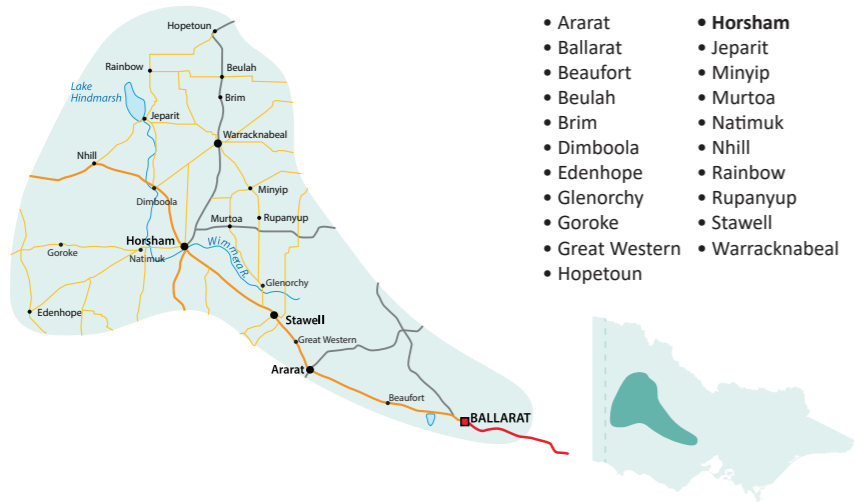 Hopetoun
Rainbow
Beulah
Lake
Hindmarsh
Brim
Jeparit
Warracknabeal
Nhill
Minyip
Dimboola
Rupanyup
Murtoa
Horsham
Wimmera R.
Goroke
Natimuk
Glenorchy
Edenhope
Stawell
Great Western
Ararat
Beaufort
BALLARAT
• Ararat
• Ballarat
• Beaufort
• Beulah
• Brim
• Dimboola
• Edenhope
• Glenorchy
• Goroke
• Great Western
• Hopetoun
• Horsham
• Jeparit
• Minyip
• Murtoa
• Natimuk
• Nhill
• Rainbow
• Rupanyup
• Stawell
• Warracknabeal